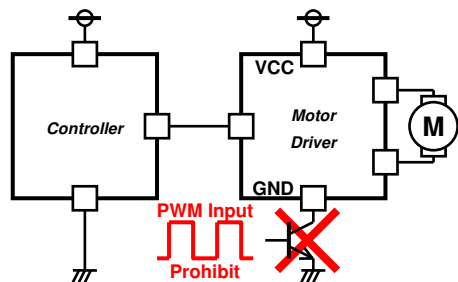 VCC
Controller
Motor
Driver
M
GND
PWM Input
Prohibit